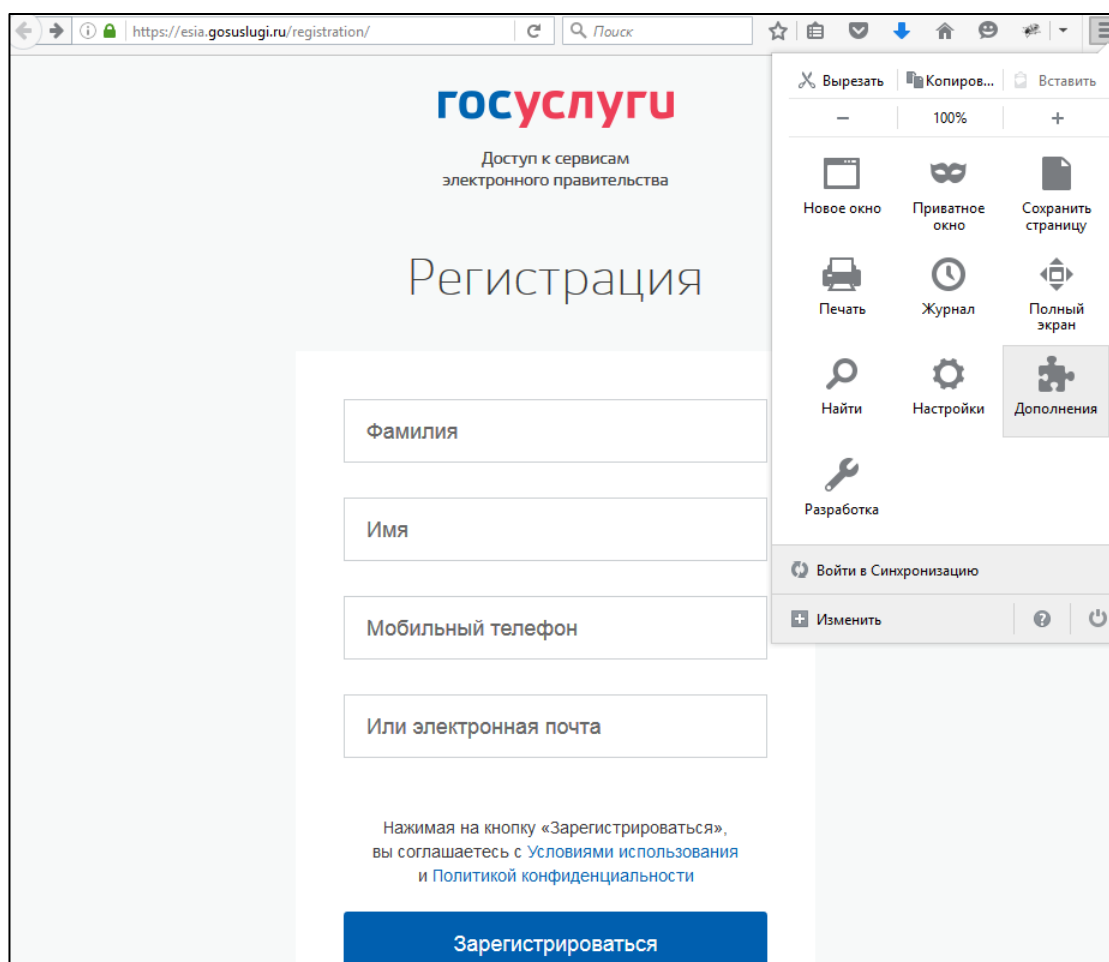 https://esia.gosuslugi.ru/registration/
Поиск
госуслуги
Доступ к сервисам
электронного правительства
Регистрация
Фамилия
Имя
Мобильный телефон
Или электронная почта
Нажимая на кнопку «Зарегистрироваться»,
вы соглашаетесь с Условиями использования
и Политикой конфиденциальности
Зарегистрироваться
Вырезать Копиров... Вставить
− 100% +
Новое окно Приватное окно Сохранить страницу
Печать Журнал Полный экран
Найти Настройки Дополнения
Разработка
Войти в Синхронизацию
Изменить